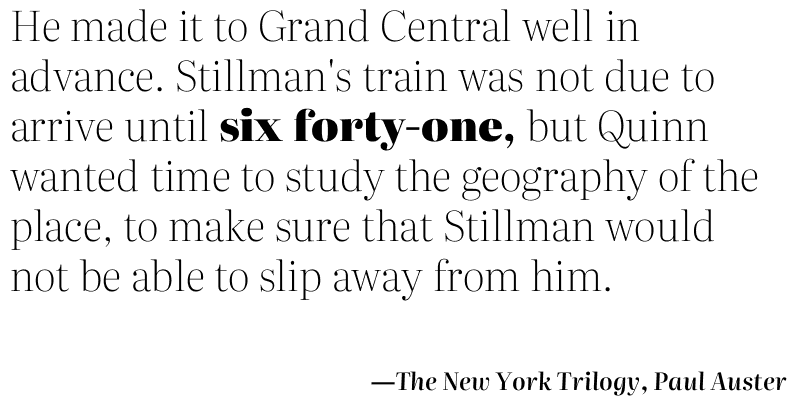 He made it to Grand Central well in
advance. Stillman's train was not due to
arrive until six forty-one, but Quinn
wanted time to study the geography of the
place, to make sure that Stillman would
not be able to slip away from him.
—The New York Trilogy, Paul Auster